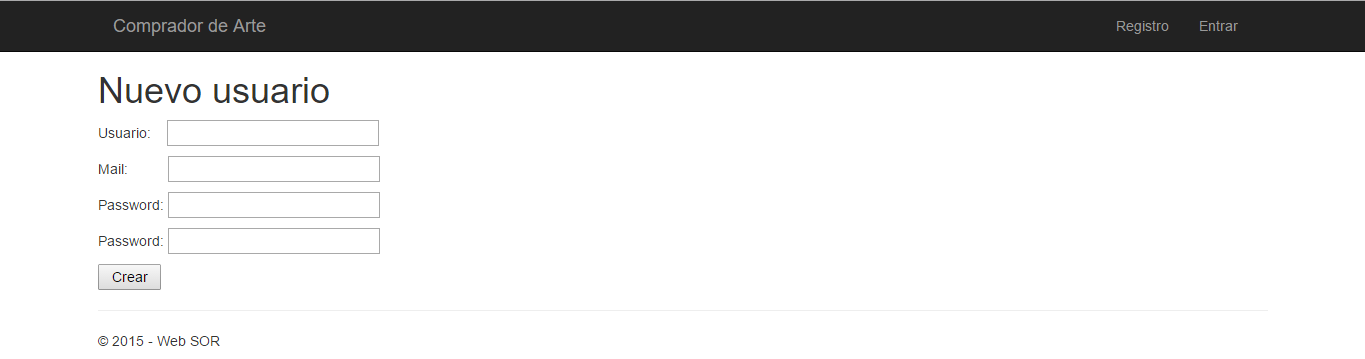 Comprador de Arte Registro Entrar
Nuevo usuario
Usuario:
Mail:
Password:
Password:
Crear
© 2015 - Web SOR